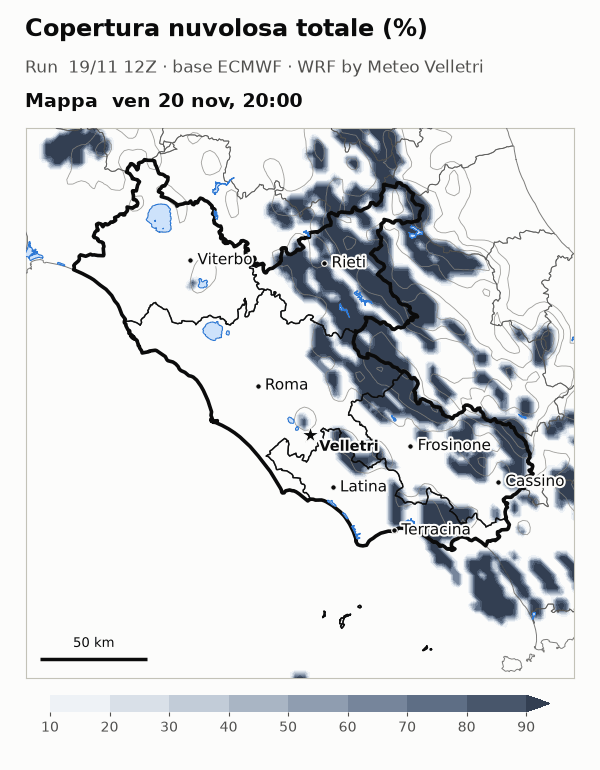 Copertura nuvolosa totale (%)
Run  19/11 12Z · base ECMWF · WRF by Meteo Velletri
Mappa  ven 20 nov, 20:00
Viterbo
Rieti
Roma
Velletri
Frosinone
Latina
Cassino
Terracina
50 km
10 20 30 40 50 60 70 80 90